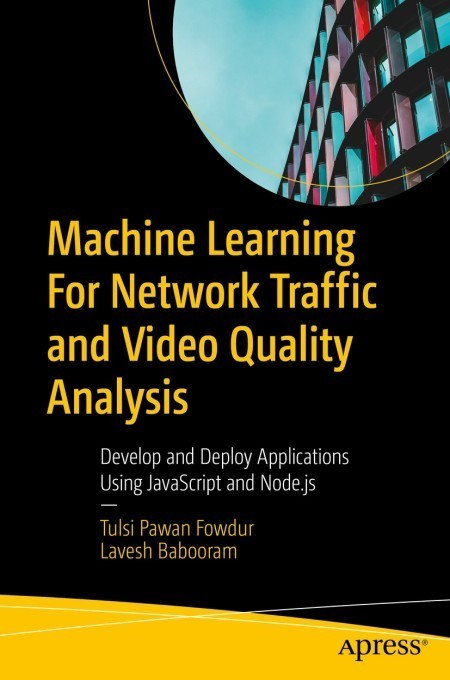 Machine Learning
For Network Traffic
and Video Quality
Analysis
Develop and Deploy Applications
Using JavaScript and Node.js
—
Tulsi Pawan Fowdur
Lavesh Babooram
Apress®